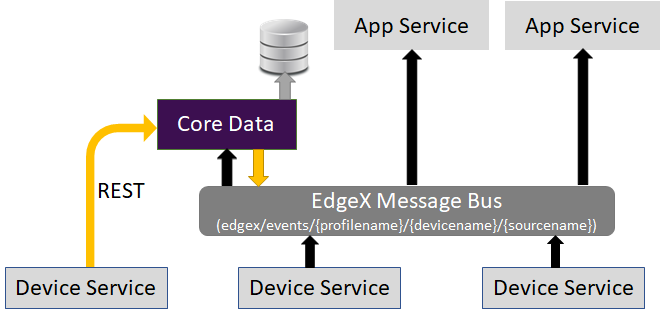 App Service
App Service
Core Data
REST
EdgeX Message Bus
(edgex/events/{profilename}/{devicename}/{sourcename})
Device Service
Device Service
Device Service